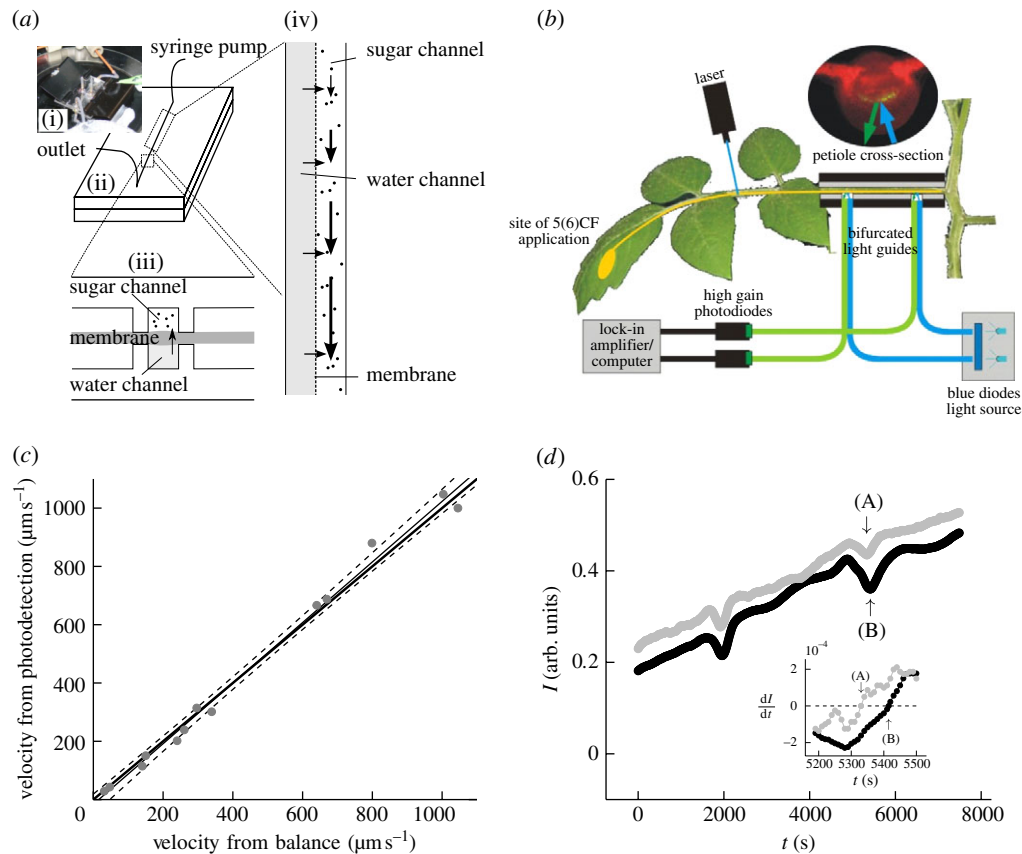 (a)
syringe pump
(i)
outlet
(ii)
(iii)
sugar channel
membrane
water channel
(iv)
sugar channel
water channel
membrane
(b)
laser
petiole cross-section
site of 5(6)CF
application
bifurcated
light guides
high gain
photodiodes
lock-in
amplifier/
computer
blue diodes
light source
(c)
velocity from photodetection (μm s⁻¹)
1000
800
600
400
200
0 200 400 600 800 1000
velocity from balance (μm s⁻¹)
(d)
I (arb. units)
0.6
0.4
0.2
0
(A)
(B)
10⁻⁴
2
0
−2
dI
dt
(A)
(B)
5200 5300 5400 5500
t (s)
0 2000 4000 6000 8000
t (s)